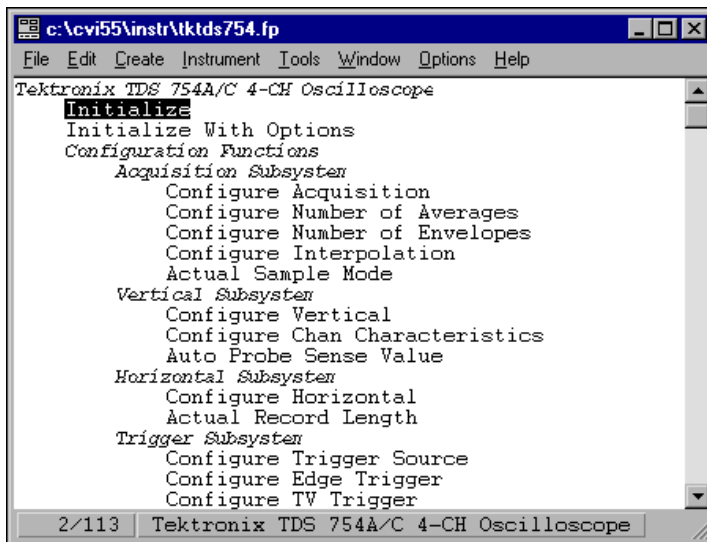 c:\cvi55\instr\tktds754.fp
File Edit Create Instrument Tools Window Options Help
Tektronix TDS 754A/C 4-CH Oscilloscope
Initialize
Initialize With Options
Configuration Functions
Acquisition Subsystem
Configure Acquisition
Configure Number of Averages
Configure Number of Envelopes
Configure Interpolation
Actual Sample Mode
Vertical Subsystem
Configure Vertical
Configure Chan Characteristics
Auto Probe Sense Value
Horizontal Subsystem
Configure Horizontal
Actual Record Length
Trigger Subsystem
Configure Trigger Source
Configure Edge Trigger
Configure TV Trigger
2/113 Tektronix TDS 754A/C 4-CH Oscilloscope